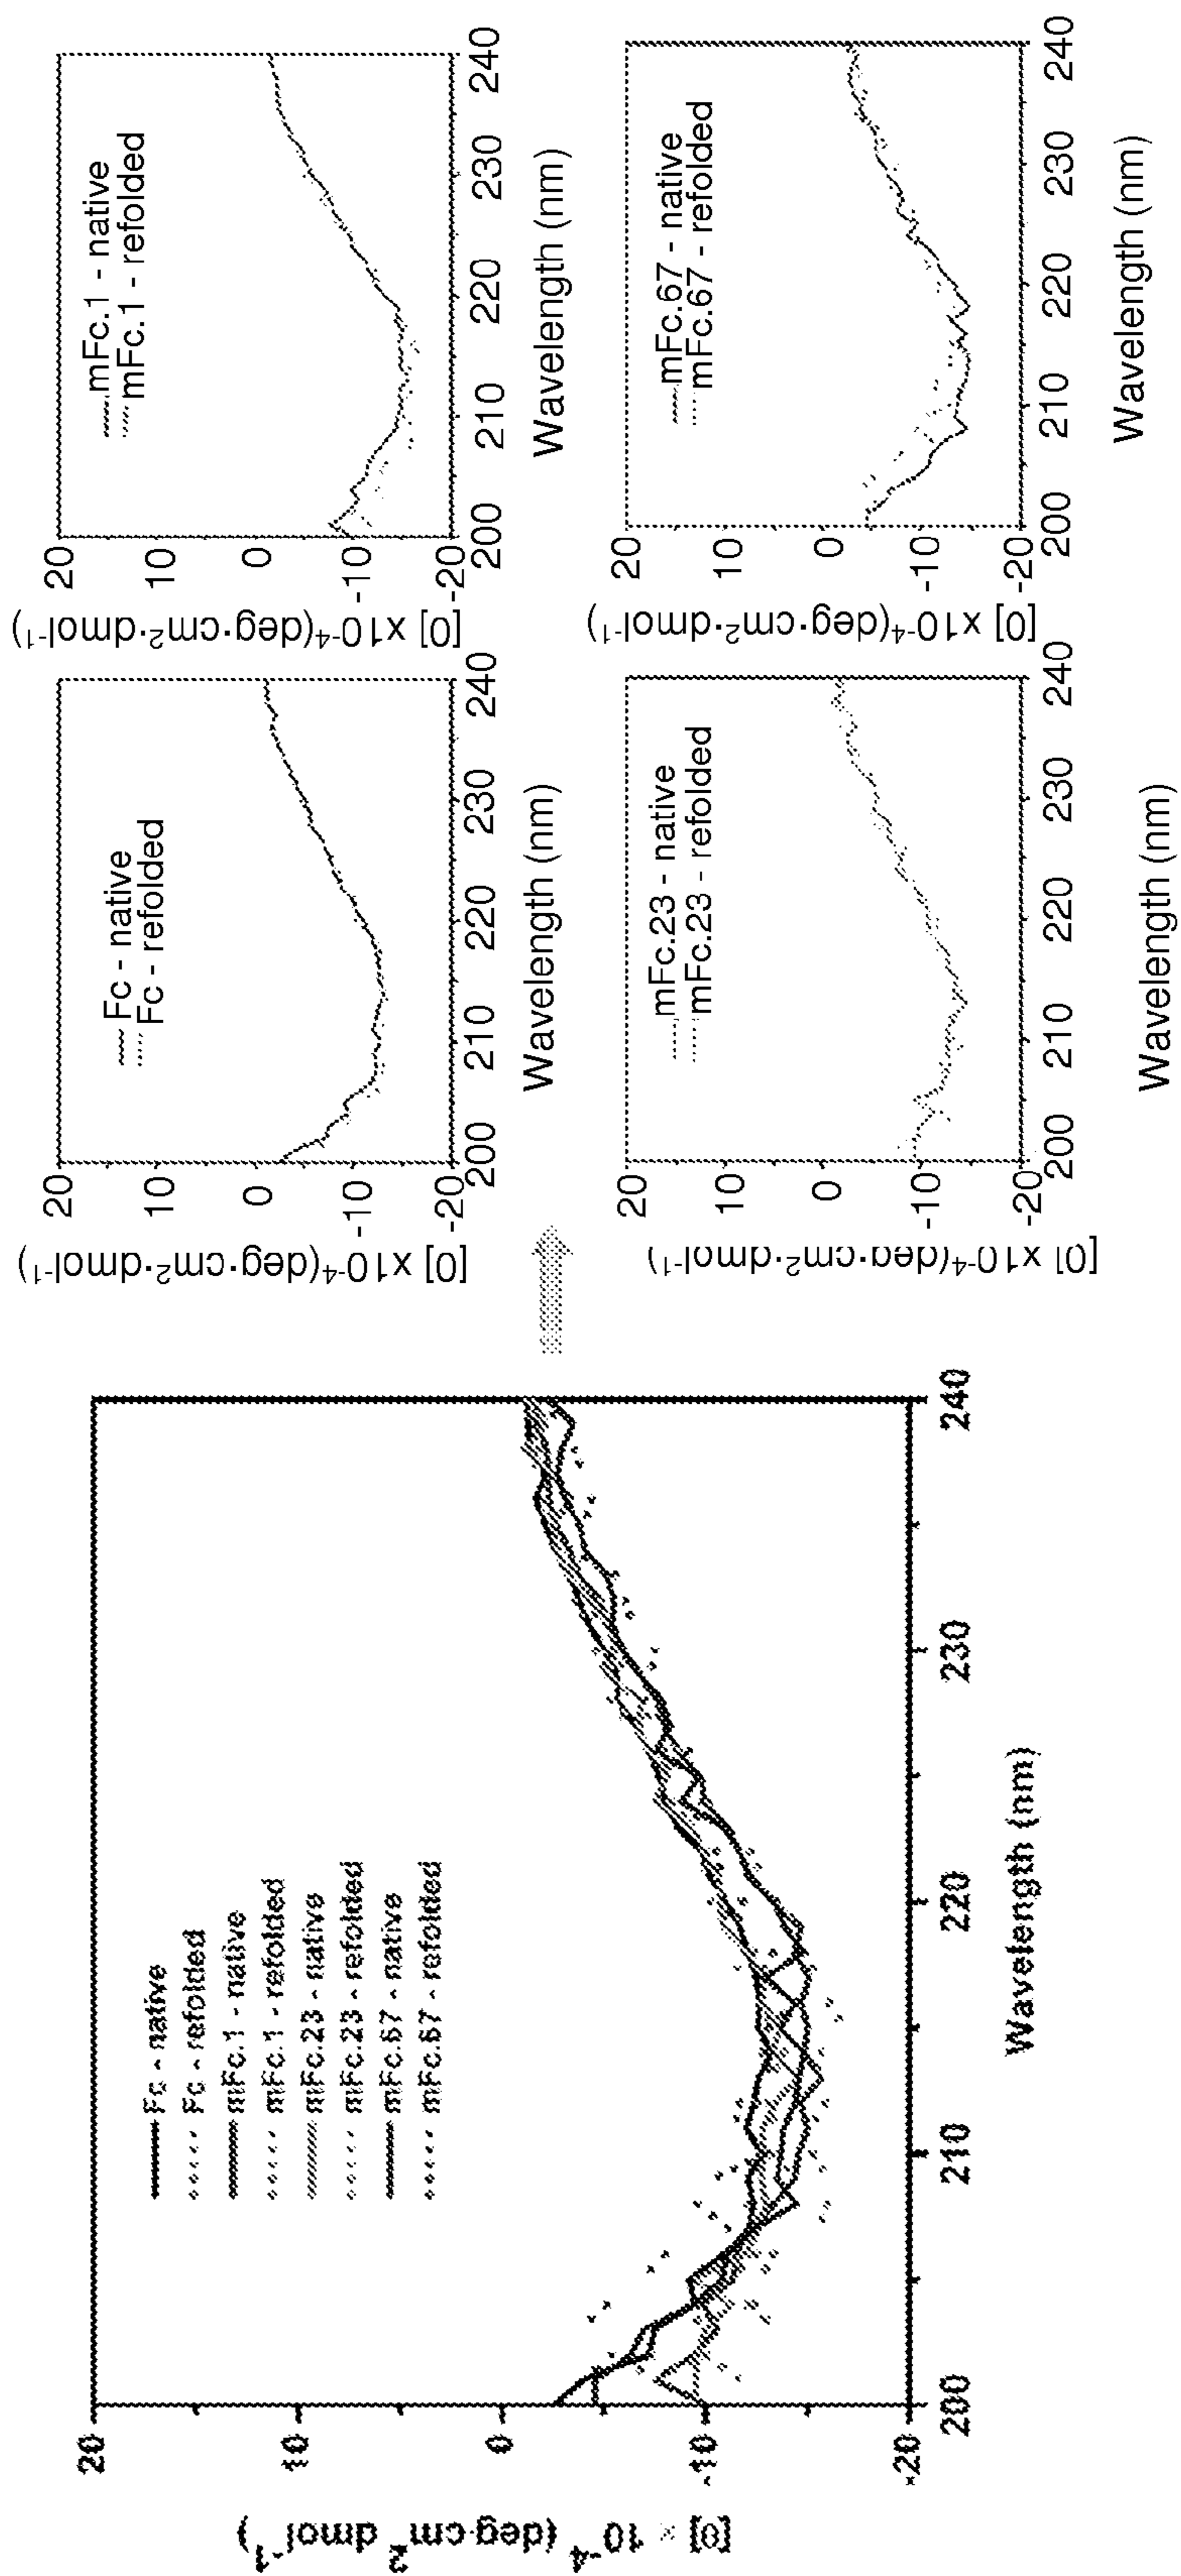 [Θ] × 10⁻⁴ (deg·cm² dmol⁻¹)
20
10
0
-10
-20
Fc - native
Fc - refolded
mFc.1 - native
mFc.1 - refolded
mFc.23 - native
mFc.23 - refolded
mFc.67 - native
mFc.67 - refolded
200 210 220 230 240
Wavelength (nm)
[0] x10⁻⁴(deg·cm²·dmol⁻¹)
20
10
0
-10
-20
Fc - native
Fc - refolded
200 210 220 230 240
Wavelength (nm)
[0] x10⁻⁴(deg·cm²·dmol⁻¹)
20
10
0
-10
-20
mFc.1 - native
mFc.1 - refolded
200 210 220 230 240
Wavelength (nm)
[0] x10⁻⁴(deg·cm²·dmol⁻¹)
20
10
0
-10
-20
mFc.23 - native
mFc.23 - refolded
200 210 220 230 240
Wavelength (nm)
[0] x10⁻⁴(deg·cm²·dmol⁻¹)
20
10
0
-10
-20
mFc.67 - native
mFc.67 - refolded
200 210 220 230 240
Wavelength (nm)